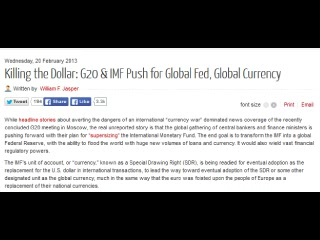 Wednesday, 20 February 2013
Killing the Dollar: G20 & IMF Push for Global Fed, Global Currency
Written by William F. Jasper
Tweet 194 Like 3.3k font size Print Email
While headline stories about averting the dangers of an international "currency war" dominated news coverage of the recently
concluded G20 meeting in Moscow, the real unreported story is that the global gathering of central bankers and finance ministers is
pushing forward with their plan for "supersizing" the International Monetary Fund. The end goal is to transform the IMF into a global
Federal Reserve, with the ability to flood the world with huge new volumes of loans and currency. It would also wield vast financial
regulatory powers.
The IMF's unit of account, or "currency," known as a Special Drawing Right (SDR), is being readied for eventual adoption as the
replacement for the U.S. dollar in international transactions, to lead the way toward eventual adoption of the SDR or some other
designated unit as the global currency, much in the same way that the euro was foisted upon the people of Europe as a
replacement of their national currencies.